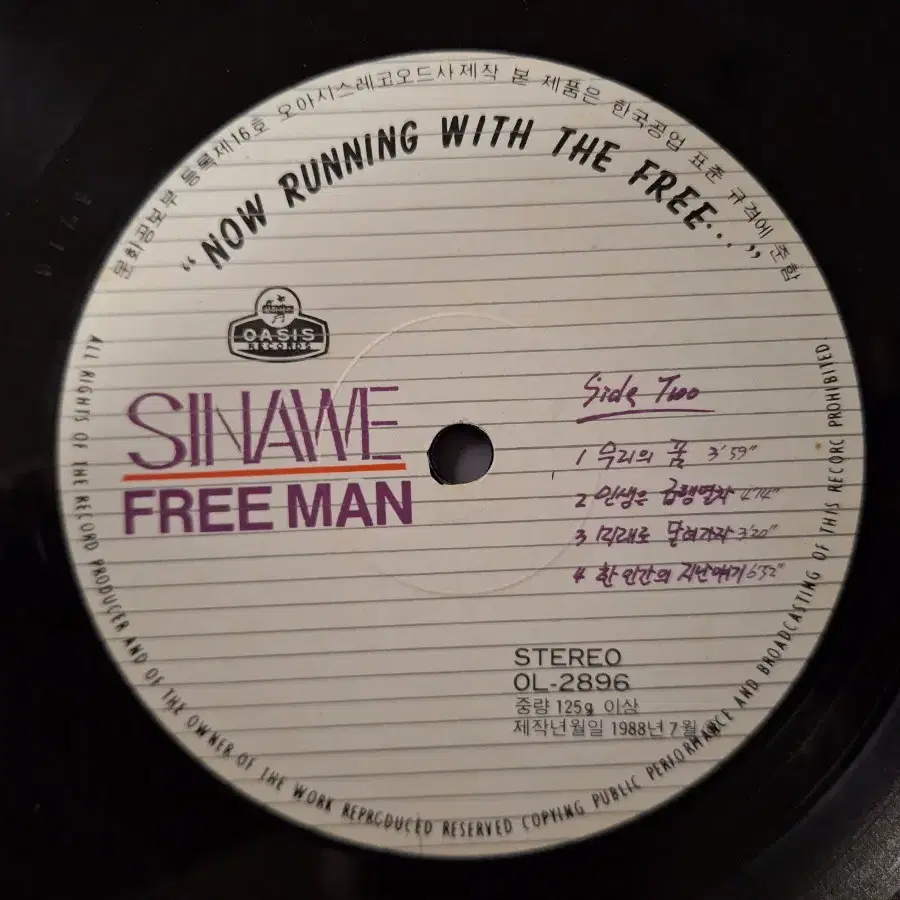 문화공보부 등록제16호 오아시스레코오드사제작 본 제품은 한국공업 표준 규격에 준함
"NOW RUNNING WITH THE FREE..."
OASIS
RECORDS
SINAWE
FREE MAN
Side Two
1 우리의 품 3'59"
2 인생은 급행열차 4'14"
3 미래로 달려가자 3'20"
4 한 인간의 지난얘기 6'52"
STEREO
OL-2896
중량 125g 이상
제작년월일 1988년 7월
ALL RIGHTS OF THE RECORD PRODUCER AND OF THE OWNER OF THE WORK REPRODUCED RESERVED COPYING PUBLIC PERFORMANCE AND BROADCASTING OF THIS RECORC PROHIBITED